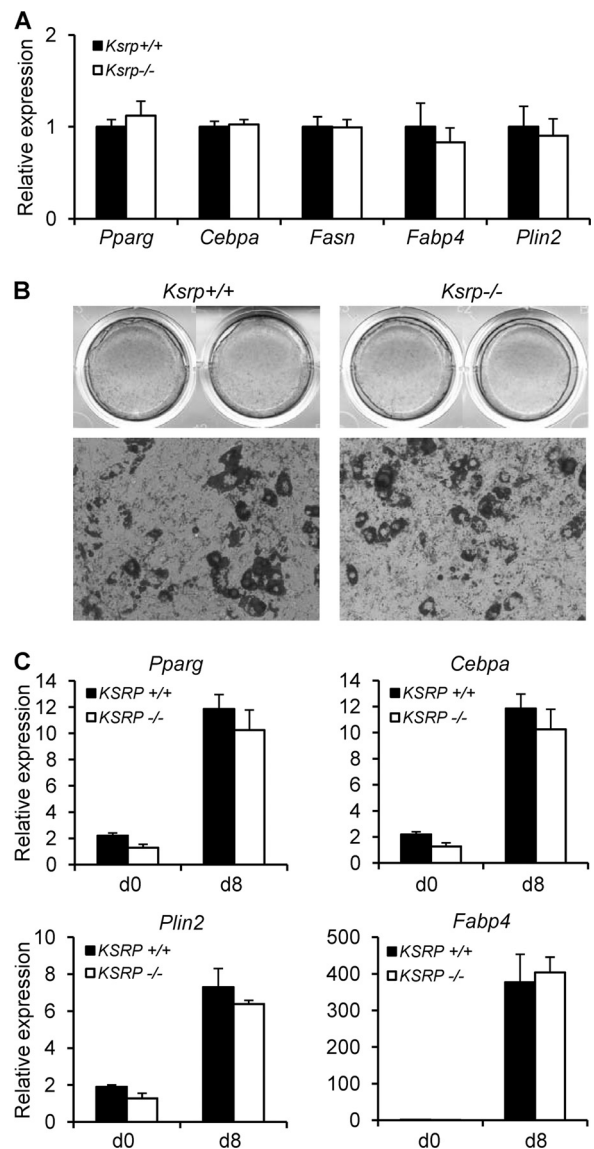 A
Relative expression
2
1
0
Ksrp+/+
Ksrp-/-
Pparg Cebpa Fasn Fabp4 Plin2
B
Ksrp+/+ Ksrp-/-
C
Pparg
Relative expression
14
12
10
8
6
4
2
0
KSRP +/+
KSRP -/-
d0 d8
Cebpa
14
12
10
8
6
4
2
0
KSRP +/+
KSRP -/-
d0 d8
Plin2
Relative expression
10
8
6
4
2
0
KSRP +/+
KSRP -/-
d0 d8
Fabp4
500
400
300
200
100
0
KSRP +/+
KSRP -/-
d0 d8